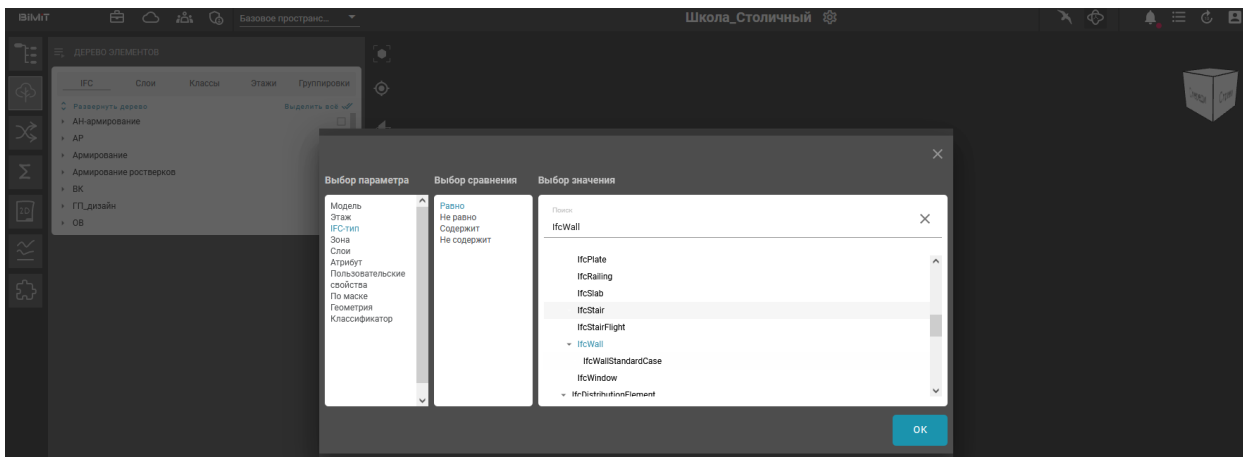 BIMiT
Базовое пространс...
Школа_Столичный
ДЕРЕВО ЭЛЕМЕНТОВ
IFC Слои Классы Этажи Группировки
Развернуть дерево Выделить всё
АН-армирование
АР
Армирование
Армирование ростверков
ВК
ГП_дизайн
ОВ
Выбор параметра
Модель
Этаж
IFC-тип
Зона
Слои
Атрибут
Пользовательские
свойства
По маске
Геометрия
Классификатор
Выбор сравнения
Равно
Не равно
Содержит
Не содержит
Выбор значения
Поиск
IfcWall
IfcPlate
IfcRailing
IfcSlab
IfcStair
IfcStairFlight
IfcWall
IfcWallStandardCase
IfcWindow
IfcDistributionElement
ОК